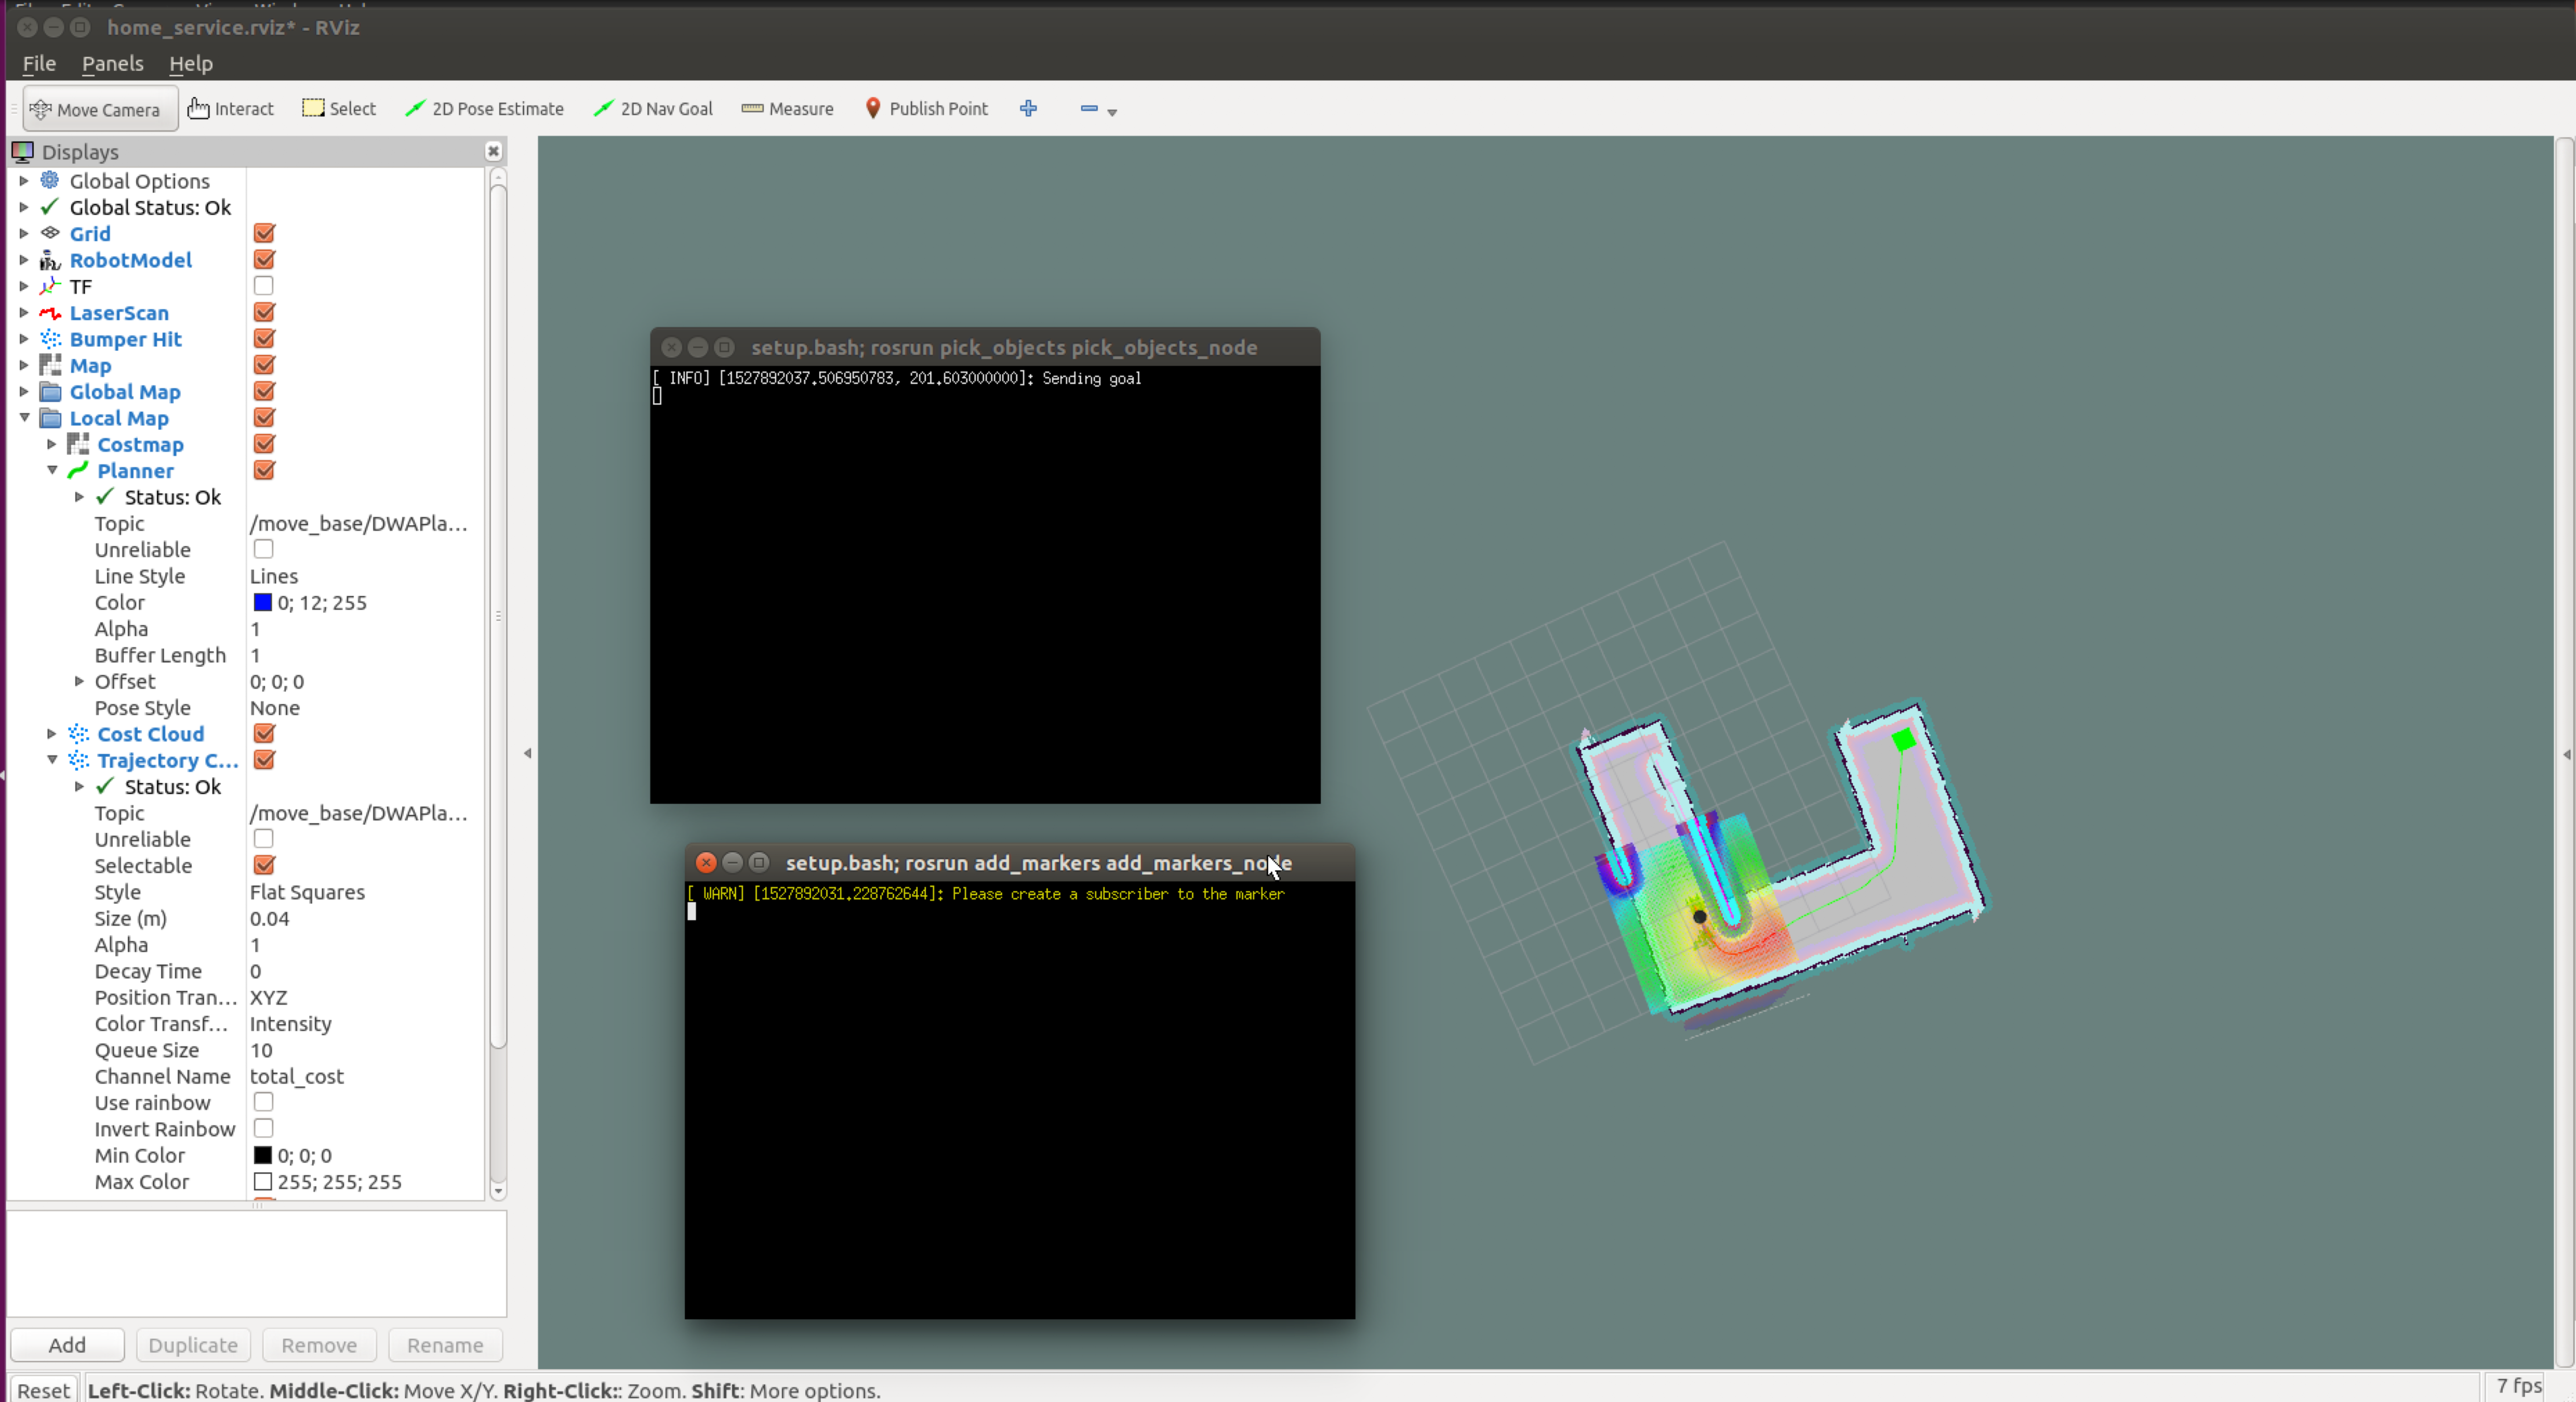 home_service.rviz* - RViz
File Panels Help
Move Camera Interact Select 2D Pose Estimate 2D Nav Goal Measure Publish Point
Displays
Global Options
Global Status: Ok
Grid
RobotModel
TF
LaserScan
Bumper Hit
Map
Global Map
Local Map
Costmap
Planner
Status: Ok
Topic /move_base/DWAPla...
Unreliable
Line Style Lines
Color 0; 12; 255
Alpha 1
Buffer Length 1
Offset 0; 0; 0
Pose Style None
Cost Cloud
Trajectory C...
Status: Ok
Topic /move_base/DWAPla...
Unreliable
Selectable
Style Flat Squares
Size (m) 0.04
Alpha 1
Decay Time 0
Position Tran... XYZ
Color Transf... Intensity
Queue Size 10
Channel Name total_cost
Use rainbow
Invert Rainbow
Min Color 0; 0; 0
Max Color 255; 255; 255
Add Duplicate Remove Rename
setup.bash; rosrun pick_objects pick_objects_node
[ INFO] [1527892037.506950783, 201.603000000]: Sending goal
setup.bash; rosrun add_markers add_markers_node
[ WARN] [1527892031.228762644]: Please create a subscriber to the marker
Reset Left-Click: Rotate. Middle-Click: Move X/Y. Right-Click:: Zoom. Shift: More options. 7 fps